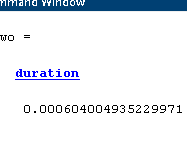 mmand Window
wo =
duration
0.000604004935229971